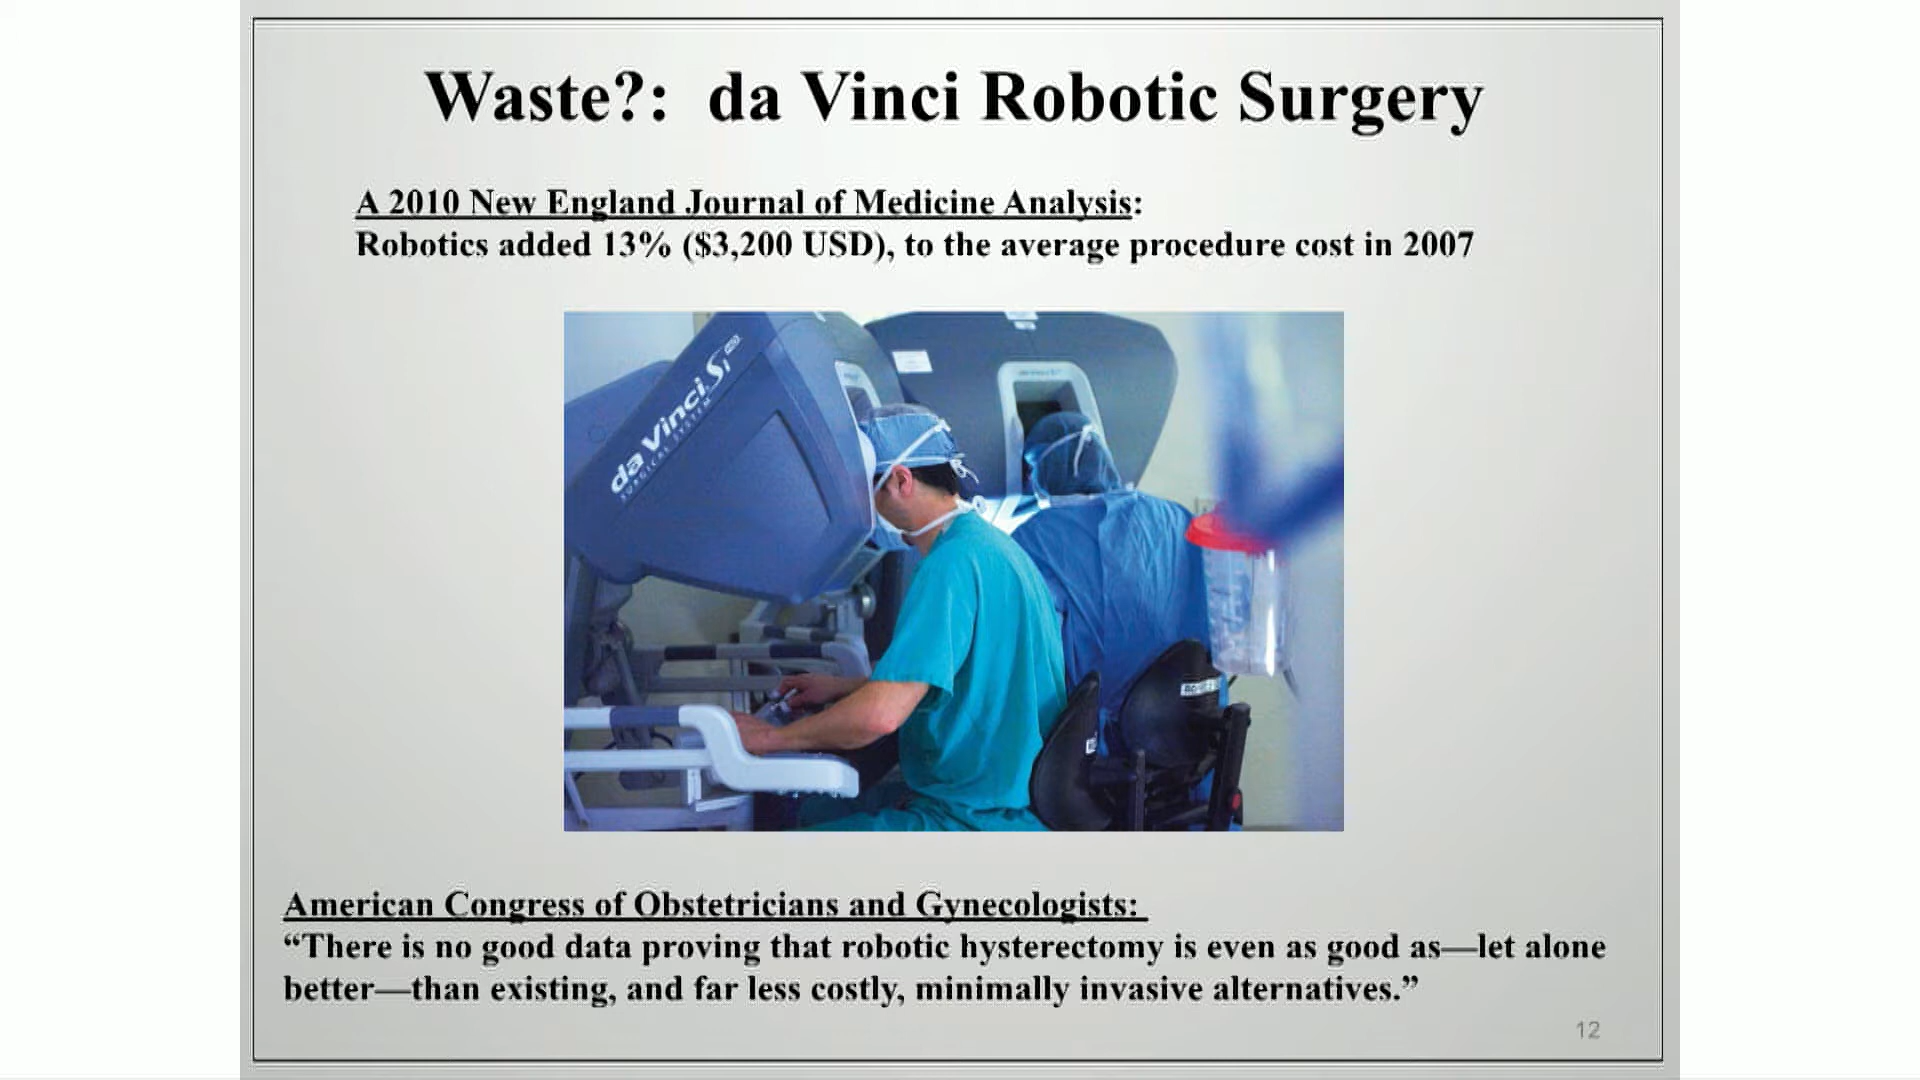 Waste?: da Vinci Robotic Surgery
A 2010 New England Journal of Medicine Analysis:
Robotics added 13% ($3,200 USD), to the average procedure cost in 2007
da Vinci Si
SURGICAL SYSTEM
American Congress of Obstetricians and Gynecologists:
“There is no good data proving that robotic hysterectomy is even as good as—let alone
better—than existing, and far less costly, minimally invasive alternatives.”
12